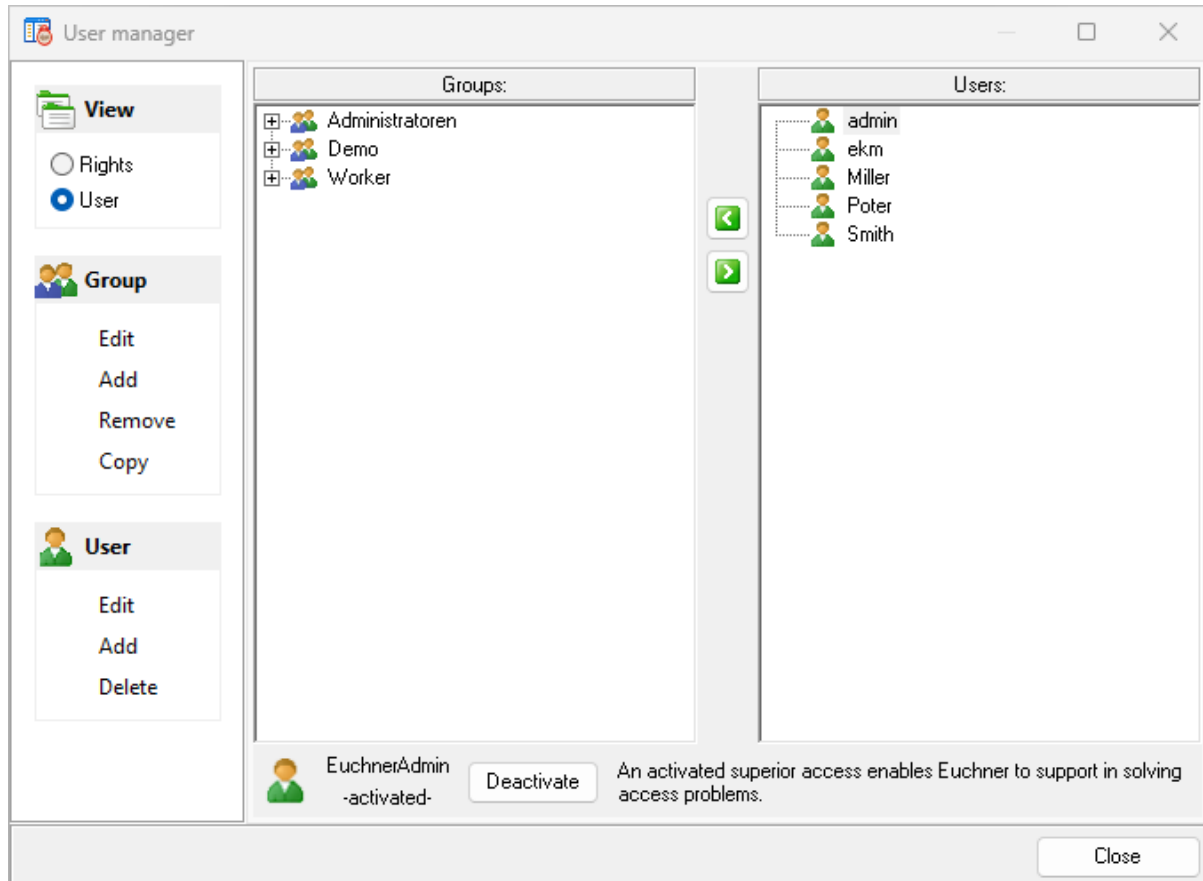 User manager
View
Rights
User
Group
Edit
Add
Remove
Copy
User
Edit
Add
Delete
Groups:
Administratoren
Demo
Worker
Users:
admin
ekm
Miller
Poter
Smith
EuchnerAdmin
-activated-
Deactivate
An activated superior access enables Euchner to support in solving
access problems.
Close